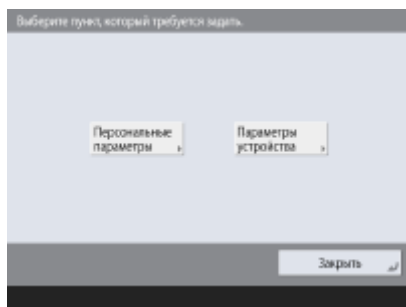 Выберите пункт, который требуется задать.
Персональные
параметры
Параметры
устройства
Закрыть